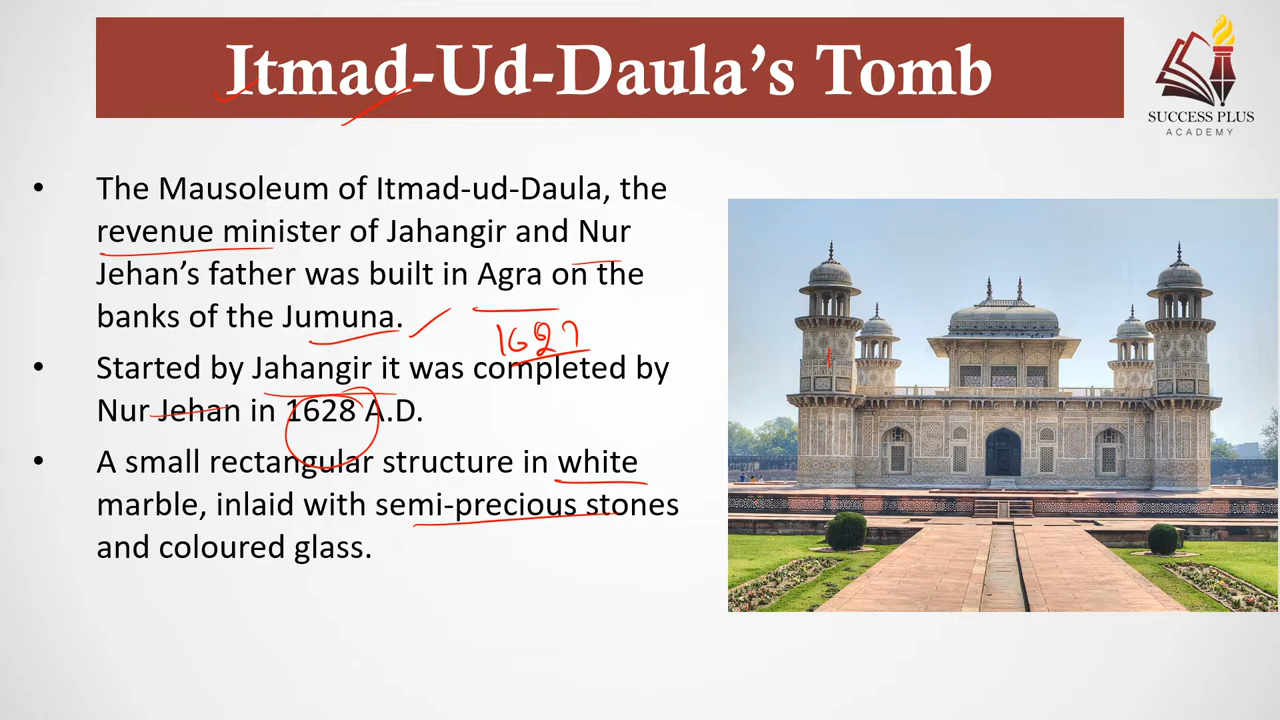 Itmad-Ud-Daula's Tomb
SUCCESS PLUS
ACADEMY
• The Mausoleum of Itmad-ud-Daula, the
revenue minister of Jahangir and Nur
Jehan's father was built in Agra on the
banks of the Jumuna.
1627
• Started by Jahangir it was completed by
Nur Jehan in 1628 A.D.
• A small rectangular structure in white
marble, inlaid with semi-precious stones
and coloured glass.